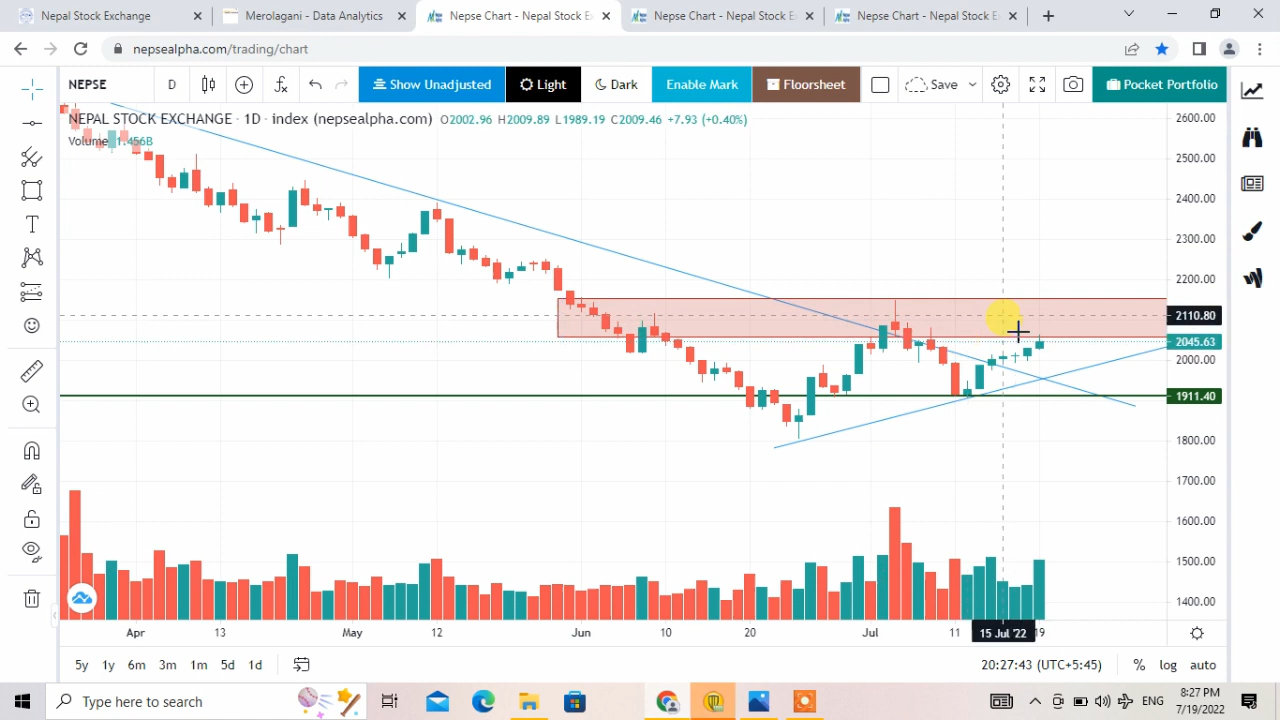 Mero Lagani
Merolagani - Data Analytics
Nepse Chart - Nepal Stock Ex
Nepse Chart - Nepal Stock E
Nepse Chart - Nepal Stock Ex
nepsealpha.com/trading/chart
NEPSE
D
Show Unadjusted
Light
Dark
Enable Mark
Floorsheet
Save
Pocket Portfolio
NEPAL STOCK EXCHANGE · 1D · index (nepsealpha.com) O2002.96 H2009.89 L1989.19 C2009.46 +7.93 (+0.40%)
Volume 1.456B
2600.00
2500.00
2400.00
2300.00
2200.00
2110.80
2045.63
2000.00
1911.40
1800.00
1700.00
1600.00
1500.00
1400.00
Apr 13 May 12 Jun 10 20 Jul 11 15 Jul '22 19
5y 1y 6m 3m 1m 5d 1d
20:27:43 (UTC+5:45) % log auto
Type here to search
ENG
8:27 PM
7/19/2022